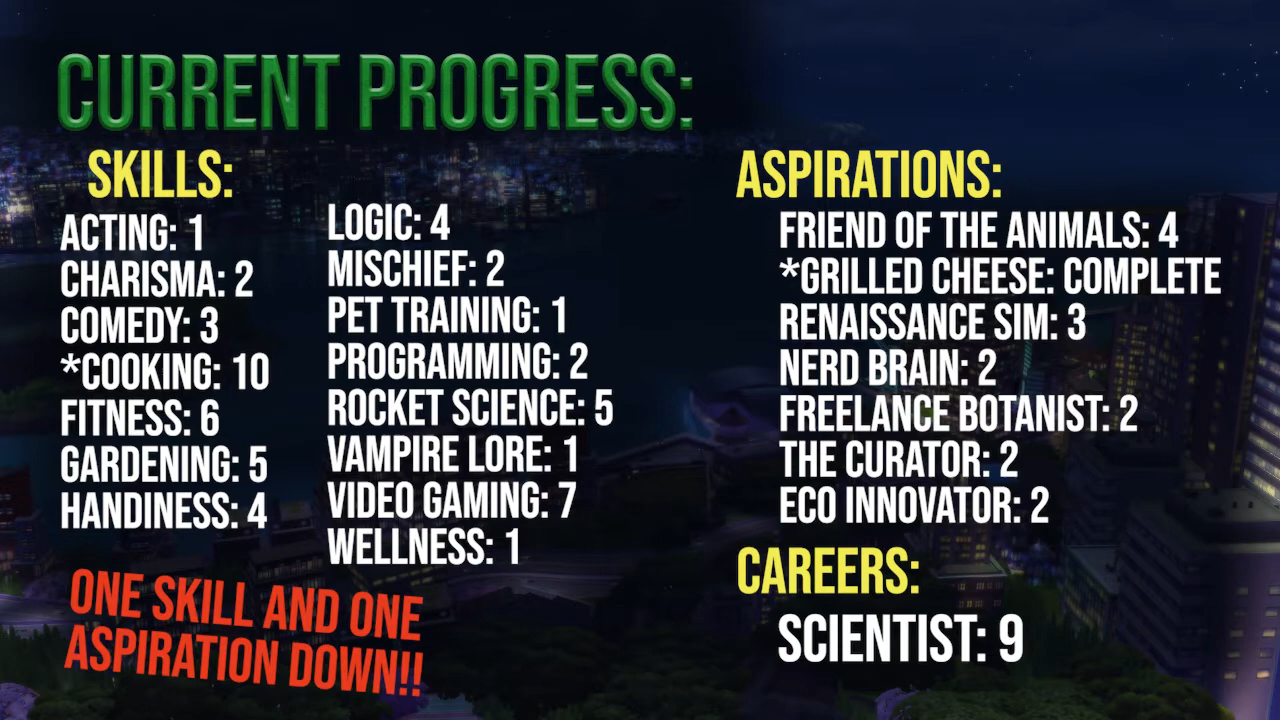 CURRENT PROGRESS:
SKILLS:
ACTING: 1
CHARISMA: 2
COMEDY: 3
*COOKING: 10
FITNESS: 6
GARDENING: 5
HANDINESS: 4
LOGIC: 4
MISCHIEF: 2
PET TRAINING: 1
PROGRAMMING: 2
ROCKET SCIENCE: 5
VAMPIRE LORE: 1
VIDEO GAMING: 7
WELLNESS: 1
ONE SKILL AND ONE
ASPIRATION DOWN!!
ASPIRATIONS:
FRIEND OF THE ANIMALS: 4
*GRILLED CHEESE: COMPLETE
RENAISSANCE SIM: 3
NERD BRAIN: 2
FREELANCE BOTANIST: 2
THE CURATOR: 2
ECO INNOVATOR: 2
CAREERS:
SCIENTIST: 9